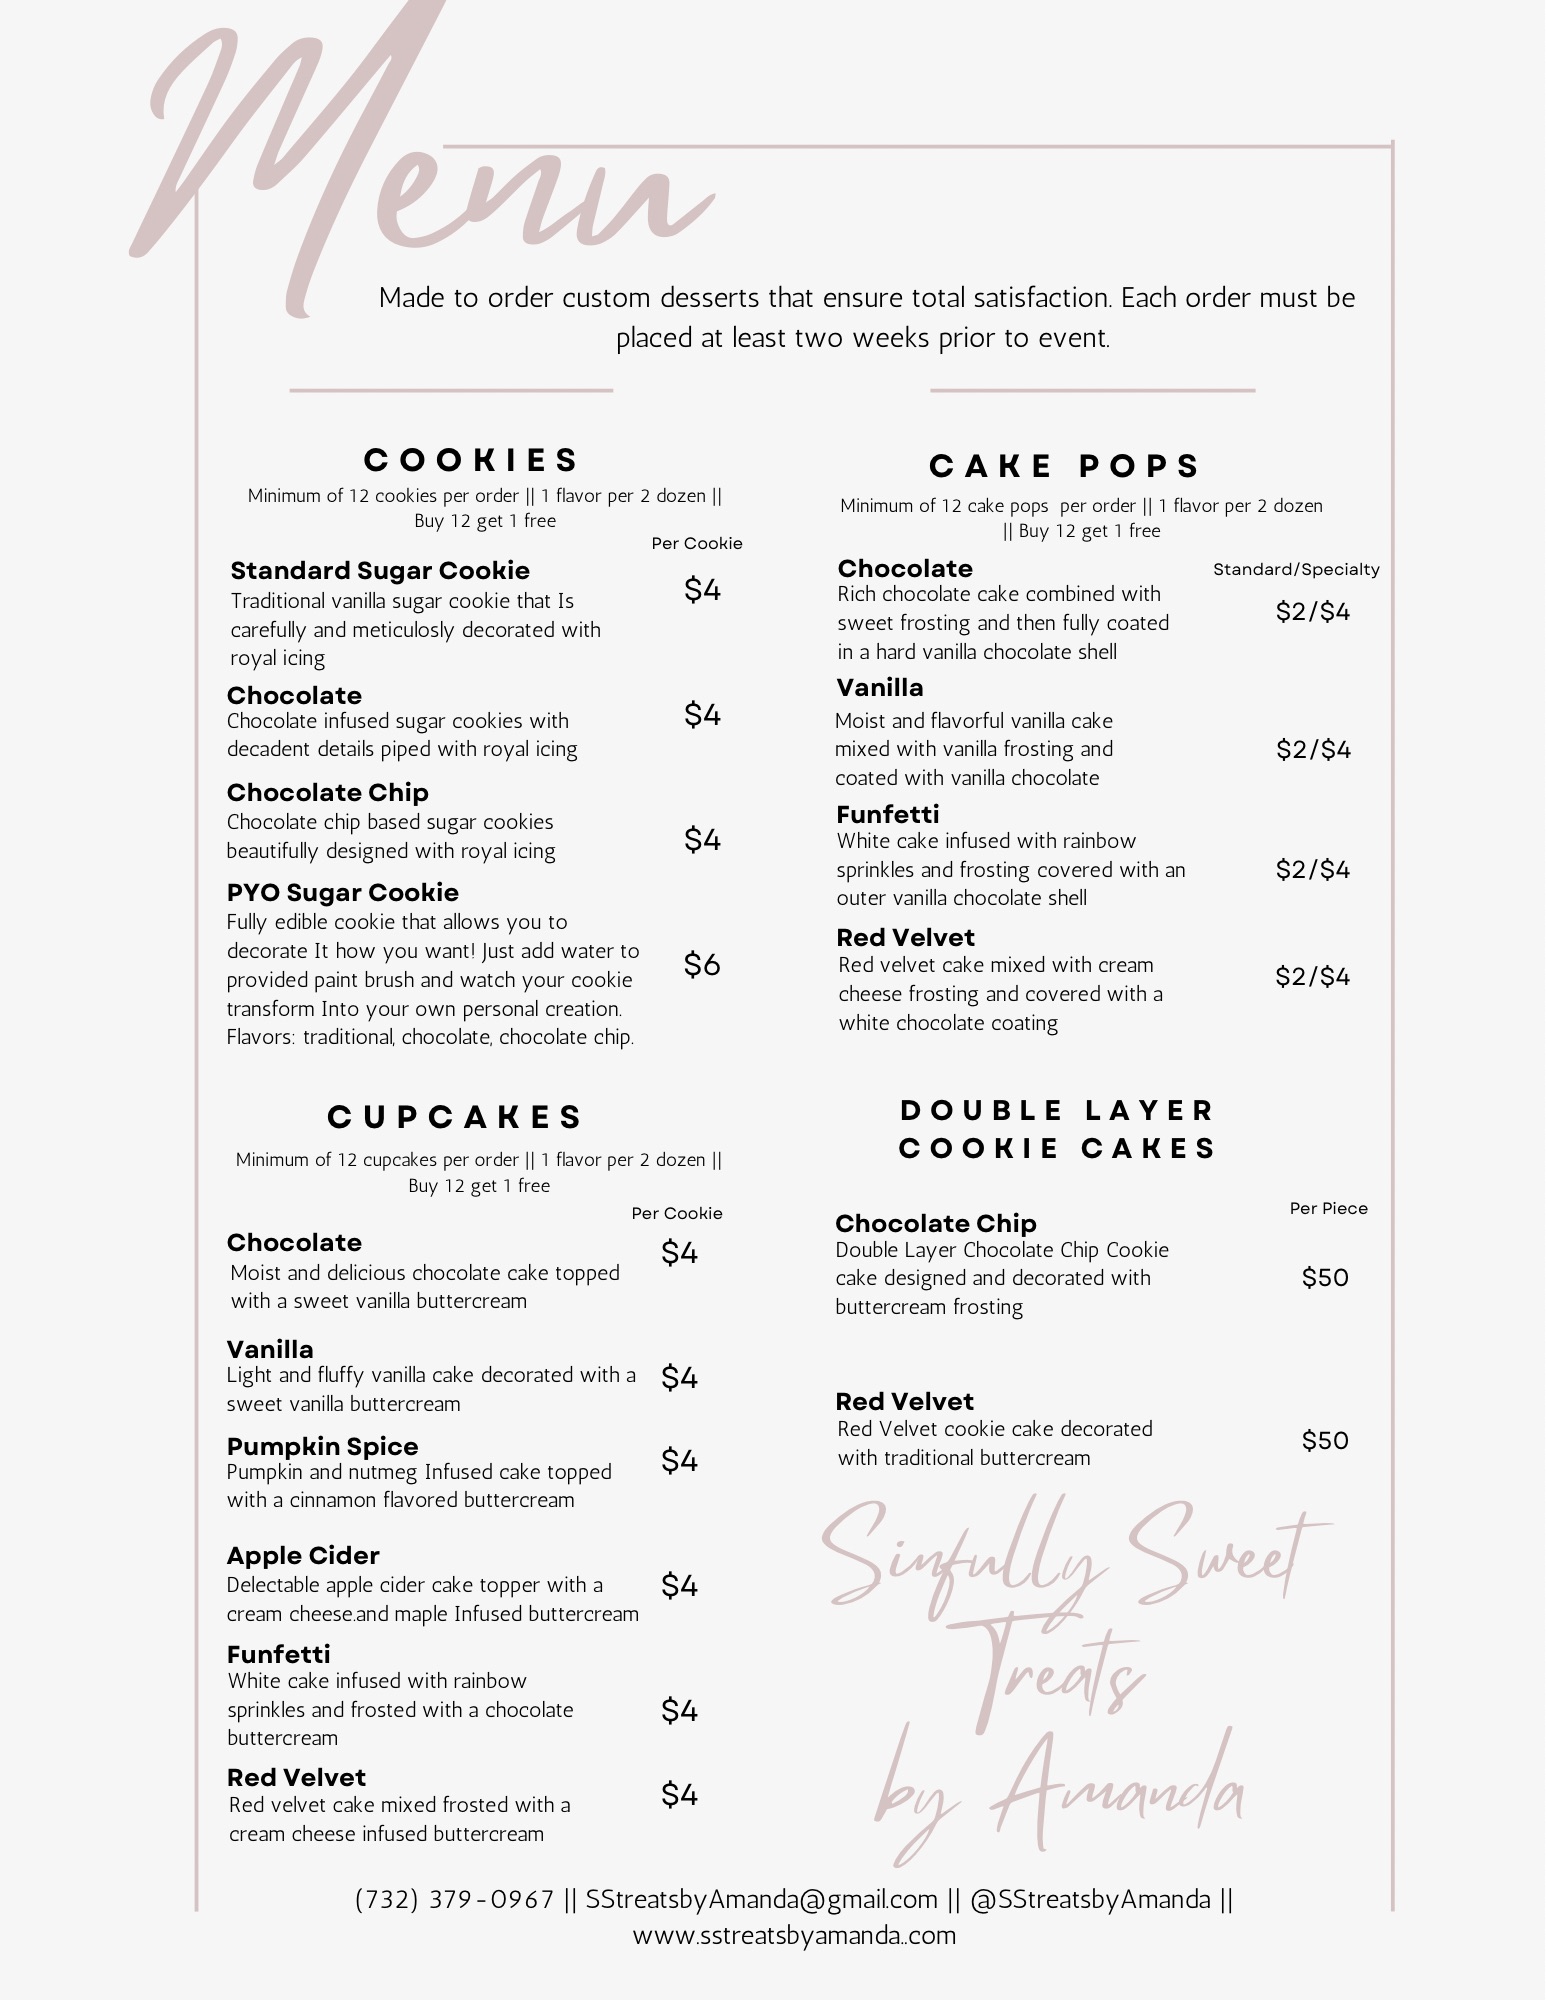 Menu
Made to order custom desserts that ensure total satisfaction. Each order must be
placed at least two weeks prior to event.
COOKIES
Minimum of 12 cookies per order || 1 flavor per 2 dozen ||
Buy 12 get 1 free
Per Cookie
Standard Sugar Cookie
$4
Traditional vanilla sugar cookie that Is
carefully and meticulosly decorated with
royal icing
Chocolate
$4
Chocolate infused sugar cookies with
decadent details piped with royal icing
Chocolate Chip
Chocolate chip based sugar cookies
$4
beautifully designed with royal icing
PYO Sugar Cookie
Fully edible cookie that allows you to
decorate It how you want! Just add water to
$6
provided paint brush and watch your cookie
transform Into your own personal creation.
Flavors: traditional, chocolate, chocolate chip.
CUPCAKES
Minimum of 12 cupcakes per order || 1 flavor per 2 dozen ||
Buy 12 get 1 free
Per Cookie
Chocolate
$4
Moist and delicious chocolate cake topped
with a sweet vanilla buttercream
Vanilla
Light and fluffy vanilla cake decorated with a
$4
sweet vanilla buttercream
Pumpkin Spice
$4
Pumpkin and nutmeg Infused cake topped
with a cinnamon flavored buttercream
Apple Cider
Delectable apple cider cake topper with a
$4
cream cheese.and maple Infused buttercream
Funfetti
White cake infused with rainbow
sprinkles and frosted with a chocolate
$4
buttercream
Red Velvet
$4
Red velvet cake mixed frosted with a
cream cheese infused buttercream
CAKE POPS
Minimum of 12 cake pops  per order || 1 flavor per 2 dozen
|| Buy 12 get 1 free
Chocolate
Standard/Specialty
Rich chocolate cake combined with
$2/$4
sweet frosting and then fully coated
in a hard vanilla chocolate shell
Vanilla
Moist and flavorful vanilla cake
mixed with vanilla frosting and
$2/$4
coated with vanilla chocolate
Funfetti
White cake infused with rainbow
sprinkles and frosting covered with an
$2/$4
outer vanilla chocolate shell
Red Velvet
Red velvet cake mixed with cream
$2/$4
cheese frosting and covered with a
white chocolate coating
DOUBLE LAYER
COOKIE CAKES
Per Piece
Chocolate Chip
Double Layer Chocolate Chip Cookie
cake designed and decorated with
$50
buttercream frosting
Red Velvet
Red Velvet cookie cake decorated
$50
with traditional buttercream
Sinfully Sweet
Treats
by Amanda
(732) 379-0967 || SStreatsbyAmanda@gmail.com || @SStreatsbyAmanda ||
www.sstreatsbyamanda..com